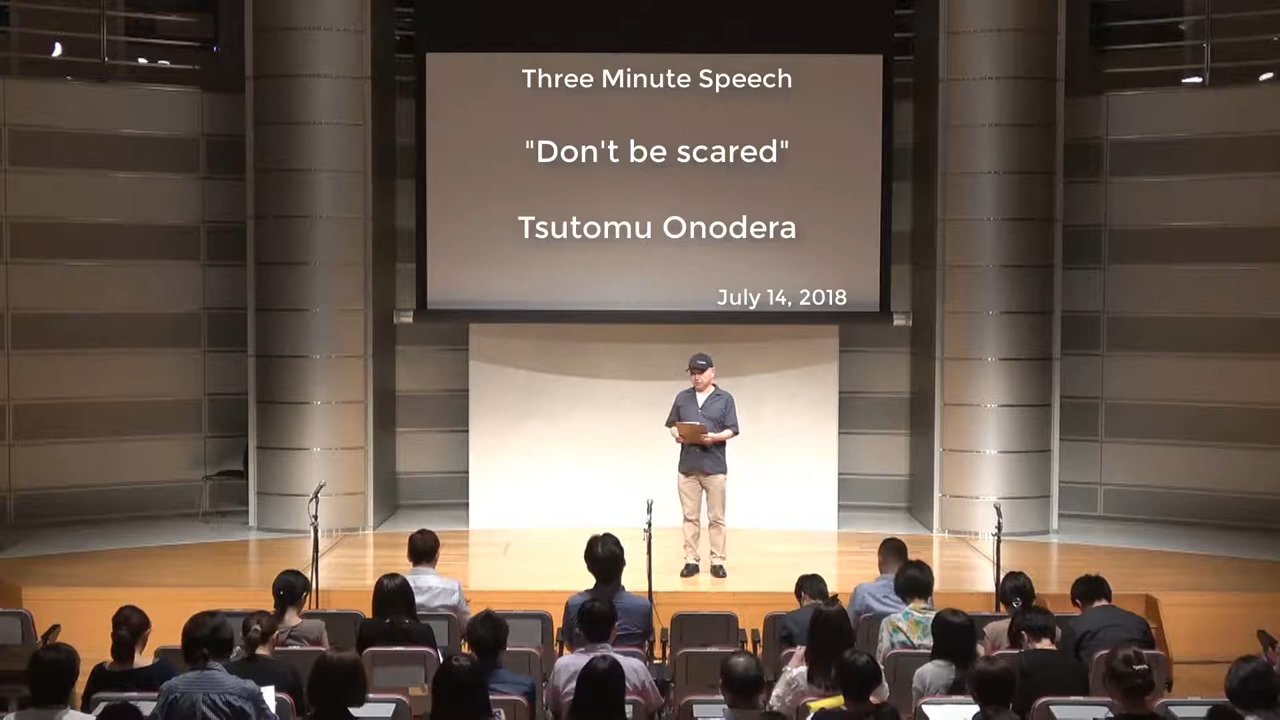 Three Minute Speech
"Don't be scared"
Tsutomu Onodera
July 14, 2018